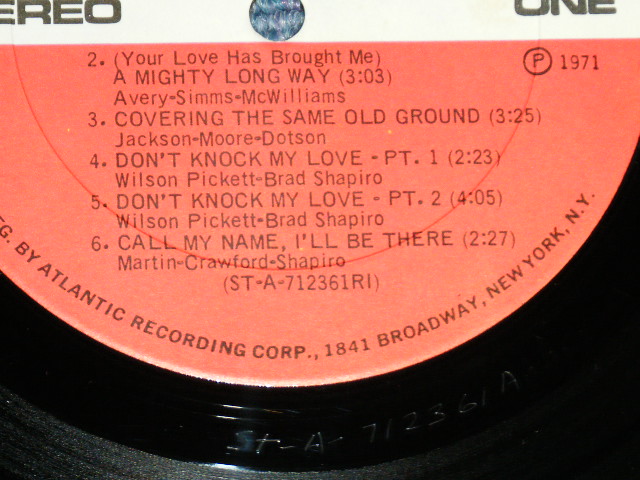 EREO
ONE
2. (Your Love Has Brought Me)
A MIGHTY LONG WAY (3:03)
Avery-Simms-McWilliams
Ⓟ 1971
3. COVERING THE SAME OLD GROUND (3:25)
Jackson-Moore-Dotson
4. DON'T KNOCK MY LOVE - PT. 1 (2:23)
Wilson Pickett-Brad Shapiro
5. DON'T KNOCK MY LOVE - PT. 2 (4:05)
Wilson Pickett-Brad Shapiro
6. CALL MY NAME, I'LL BE THERE (2:27)
Martin-Crawford-Shapiro
(ST-A-712361RI)
TG. BY ATLANTIC RECORDING CORP., 1841 BROADWAY, NEW YORK, N.Y.
ST-A-712361A